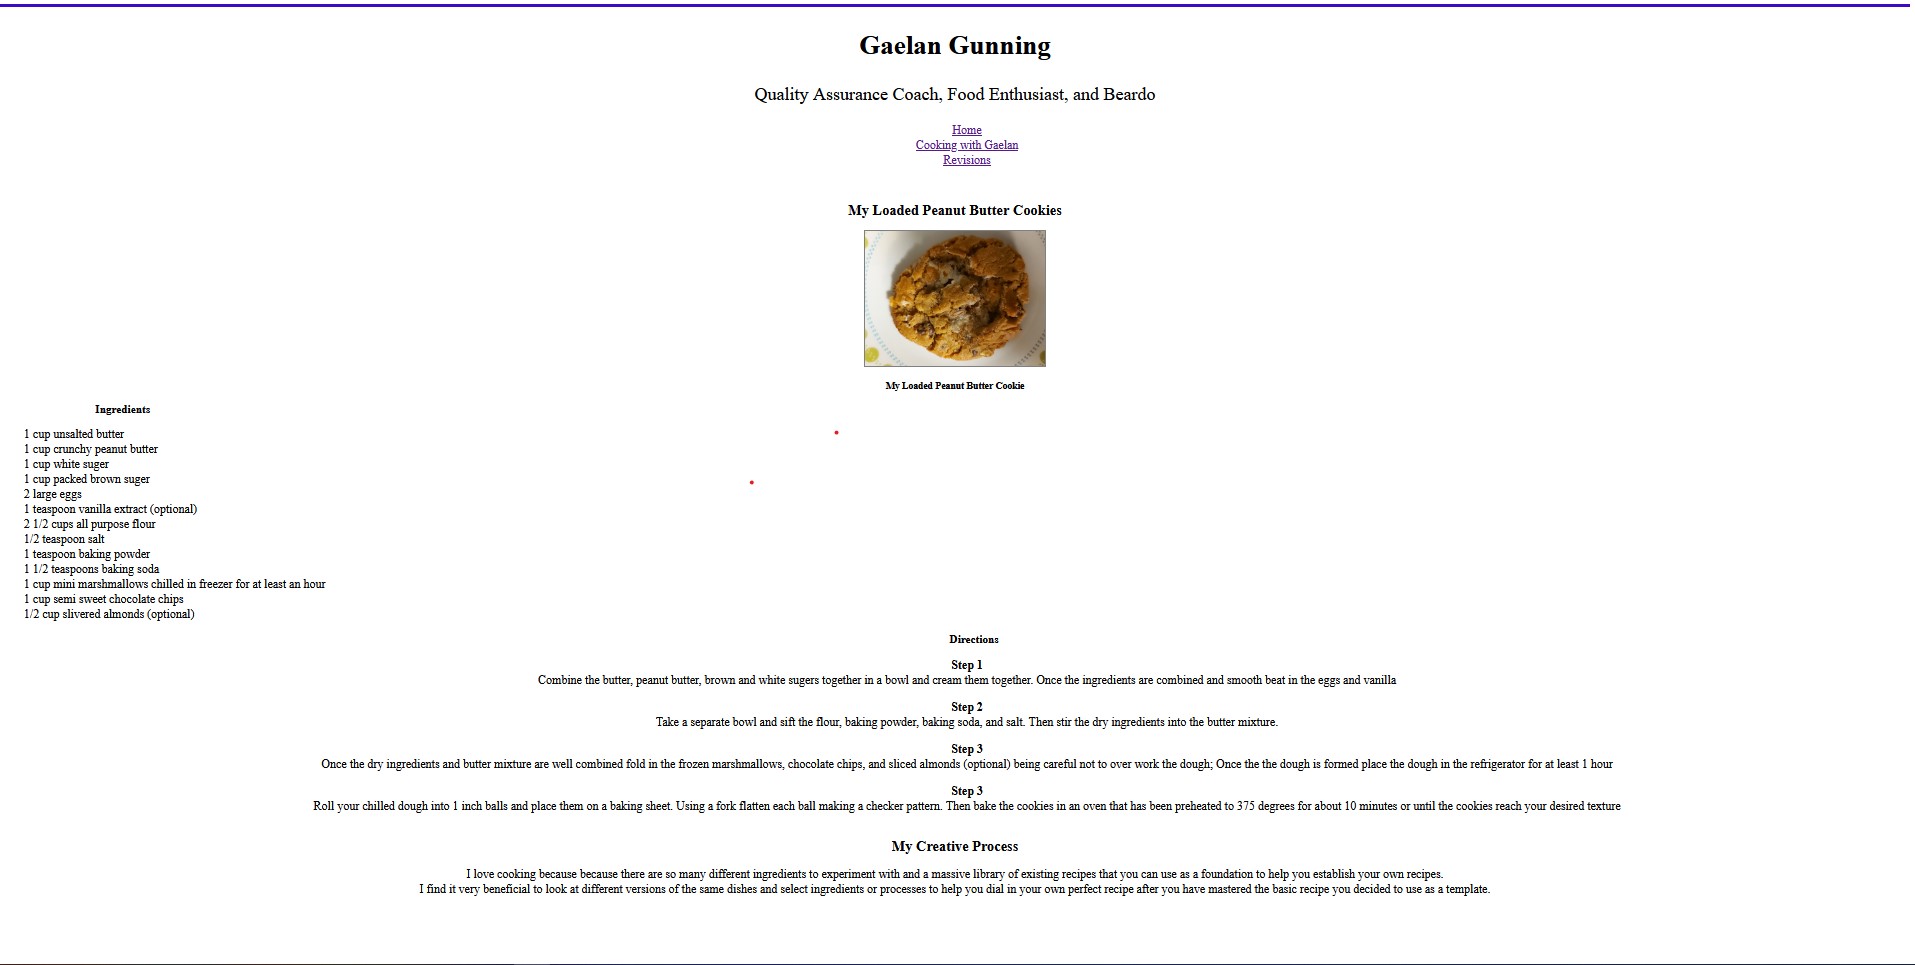 Gaelan Gunning
Quality Assurance Coach, Food Enthusiast, and Beardo
Home
Cooking with Gaelan
Revisions
My Loaded Peanut Butter Cookies
My Loaded Peanut Butter Cookie
Ingredients
1 cup unsalted butter
1 cup crunchy peanut butter
1 cup white suger
1 cup packed brown suger
2 large eggs
1 teaspoon vanilla extract (optional)
2 1/2 cups all purpose flour
1/2 teaspoon salt
1 teaspoon baking powder
1 1/2 teaspoons baking soda
1 cup mini marshmallows chilled in freezer for at least an hour
1 cup semi sweet chocolate chips
1/2 cup slivered almonds (optional)
Directions
Step 1
Combine the butter, peanut butter, brown and white sugers together in a bowl and cream them together. Once the ingredients are combined and smooth beat in the eggs and vanilla
Step 2
Take a separate bowl and sift the flour, baking powder, baking soda, and salt. Then stir the dry ingredients into the butter mixture.
Step 3
Once the dry ingredients and butter mixture are well combined fold in the frozen marshmallows, chocolate chips, and sliced almonds (optional) being careful not to over work the dough; Once the the dough is formed place the dough in the refrigerator for at least 1 hour
Step 3
Roll your chilled dough into 1 inch balls and place them on a baking sheet. Using a fork flatten each ball making a checker pattern. Then bake the cookies in an oven that has been preheated to 375 degrees for about 10 minutes or until the cookies reach your desired texture
My Creative Process
I love cooking because because there are so many different ingredients to experiment with and a massive library of existing recipes that you can use as a foundation to help you establish your own recipes.
I find it very beneficial to look at different versions of the same dishes and select ingredients or processes to help you dial in your own perfect recipe after you have mastered the basic recipe you decided to use as a template.